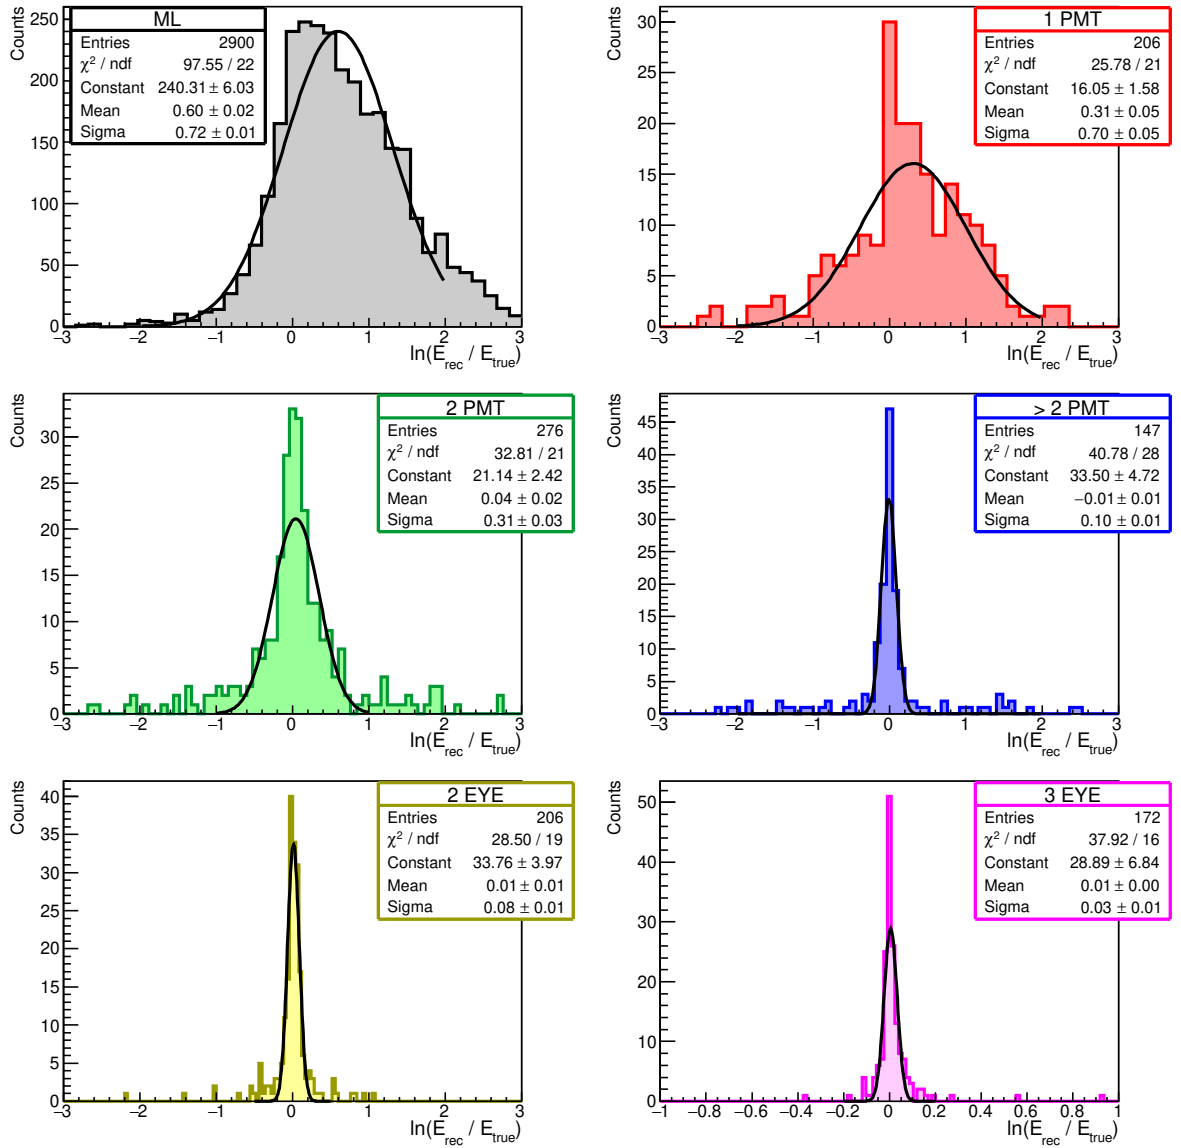 ML
Entries 2900
χ² / ndf 97.55 / 22
Constant 240.31 ± 6.03
Mean 0.60 ± 0.02
Sigma 0.72 ± 0.01
Counts
250
200
150
100
50
0
−3 −2 −1 0 1 2 3
ln(E_rec / E_true)
1 PMT
Entries 206
χ² / ndf 25.78 / 21
Constant 16.05 ± 1.58
Mean 0.31 ± 0.05
Sigma 0.70 ± 0.05
Counts
30
25
20
15
10
5
0
−3 −2 −1 0 1 2 3
ln(E_rec / E_true)
2 PMT
Entries 276
χ² / ndf 32.81 / 21
Constant 21.14 ± 2.42
Mean 0.04 ± 0.02
Sigma 0.31 ± 0.03
Counts
30
25
20
15
10
5
0
−3 −2 −1 0 1 2 3
ln(E_rec / E_true)
> 2 PMT
Entries 147
χ² / ndf 40.78 / 28
Constant 33.50 ± 4.72
Mean −0.01 ± 0.01
Sigma 0.10 ± 0.01
Counts
45
40
35
30
25
20
15
10
5
0
−3 −2 −1 0 1 2 3
ln(E_rec / E_true)
2 EYE
Entries 206
χ² / ndf 28.50 / 19
Constant 33.76 ± 3.97
Mean 0.01 ± 0.01
Sigma 0.08 ± 0.01
Counts
40
35
30
25
20
15
10
5
0
−3 −2 −1 0 1 2 3
ln(E_rec / E_true)
3 EYE
Entries 172
χ² / ndf 37.92 / 16
Constant 28.89 ± 6.84
Mean 0.01 ± 0.00
Sigma 0.03 ± 0.01
Counts
50
40
30
20
10
0
−1 −0.8 −0.6 −0.4 −0.2 0 0.2 0.4 0.6 0.8 1
ln(E_rec / E_true)